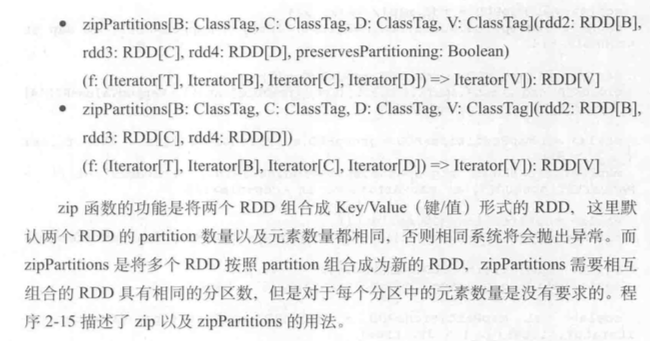 • zipPartitions[B: ClassTag, C: ClassTag, D: ClassTag, V: ClassTag](rdd2: RDD[B],
rdd3: RDD[C], rdd4: RDD[D], preservesPartitioning: Boolean)
(f: (Iterator[T], Iterator[B], Iterator[C], Iterator[D]) => Iterator[V]): RDD[V]
• zipPartitions[B: ClassTag, C: ClassTag, D: ClassTag, V: ClassTag](rdd2: RDD[B],
rdd3: RDD[C], rdd4: RDD[D])
(f: (Iterator[T], Iterator[B], Iterator[C], Iterator[D]) => Iterator[V]): RDD[V]
zip 函数的功能是将两个 RDD 组合成 Key/Value（键/值）形式的 RDD，这里默
认两个 RDD 的 partition 数量以及元素数量都相同，否则相同系统将会抛出异常。而
zipPartitions 是将多个 RDD 按照 partition 组合成为新的 RDD，zipPartitions 需要相互
组合的 RDD 具有相同的分区数，但是对于每个分区中的元素数量是没有要求的。程
序 2-15 描述了 zip 以及 zipPartitions 的用法。